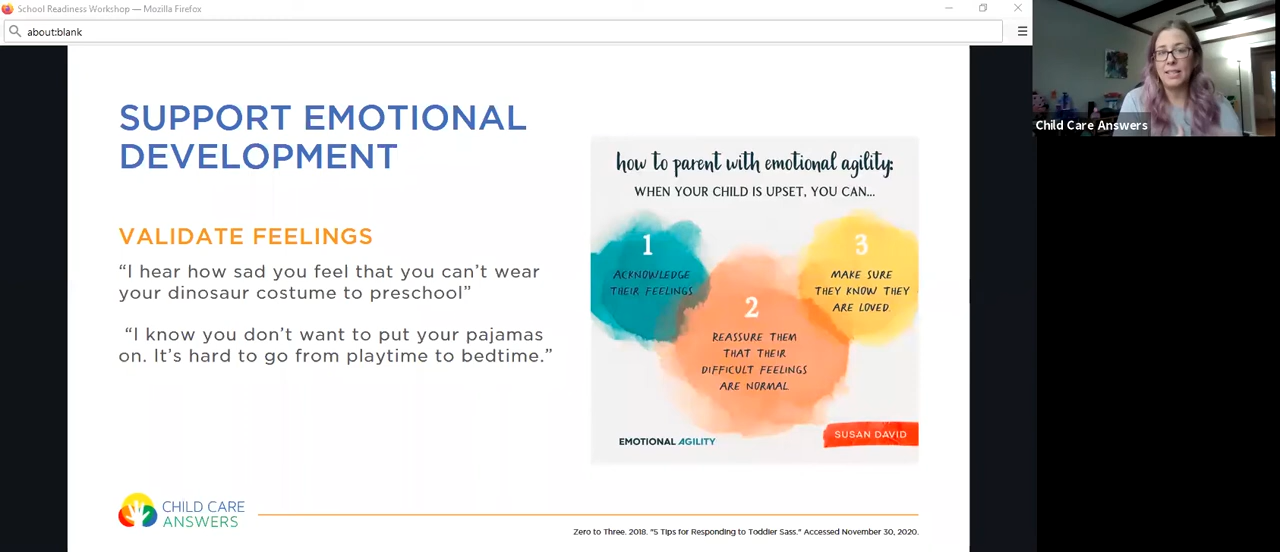 School Readiness Workshop — Mozilla Firefox
about:blank
Child Care Answers
SUPPORT EMOTIONAL
DEVELOPMENT
VALIDATE FEELINGS
“I hear how sad you feel that you can’t wear
your dinosaur costume to preschool”
“I know you don’t want to put your pajamas
on. It’s hard to go from playtime to bedtime.”
how to parent with emotional agility:
WHEN YOUR CHILD IS UPSET, YOU CAN...
1
ACKNOWLEDGE
THEIR FEELINGS
2
REASSURE THEM
THAT THEIR
DIFFICULT FEELINGS
ARE NORMAL
3
MAKE SURE
THEY KNOW THEY
ARE LOVED.
EMOTIONAL AGILITY
SUSAN DAVID
CHILD CARE
ANSWERS
Zero to Three. 2018. "5 Tips for Responding to Toddler Sass." Accessed November 30, 2020.